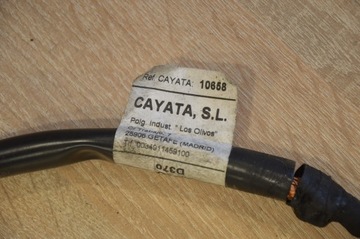 Ref. CAYATA: 10658
CAYATA, S.L.
Polg. Indust. "Los Olivos"
28906 GETAFE (MADRID)
D370